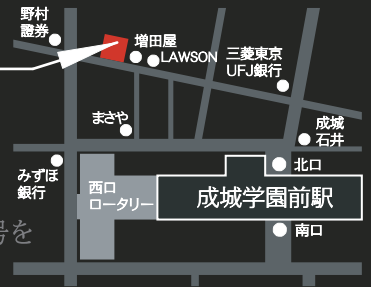 野村
證券
増田屋
LAWSON
三菱東京
UFJ銀行
まさや
成城
石井
みずほ
銀行
西口
ロータリー
北口
成城学園前駅
号を
南口